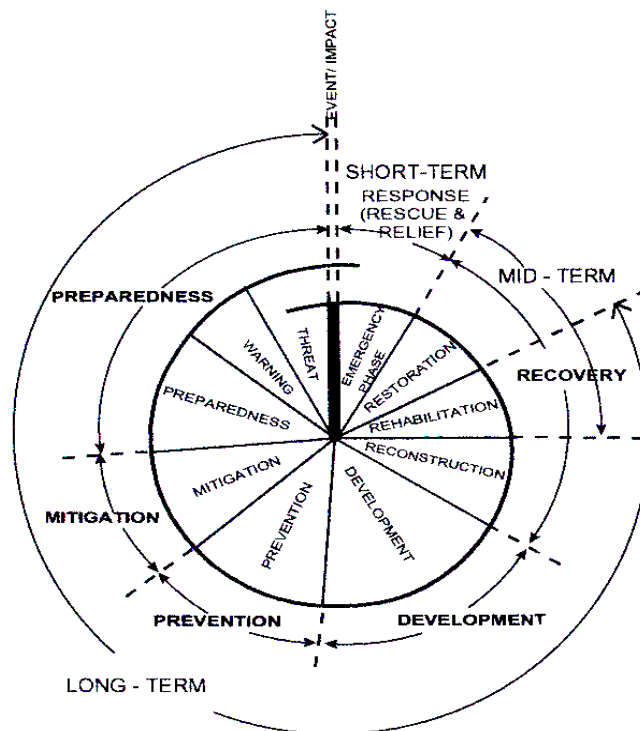 EVENT/ IMPACT
SHORT-TERM
RESPONSE
(RESCUE &
RELIEF)
MID - TERM
PREPAREDNESS
RECOVERY
THREAT
EMERGENCY
PHASE
WARNING
RESTORATION
PREPAREDNESS
REHABILITATION
RECONSTRUCTION
MITIGATION
PREVENTION
DEVELOPMENT
MITIGATION
PREVENTION
DEVELOPMENT
LONG - TERM